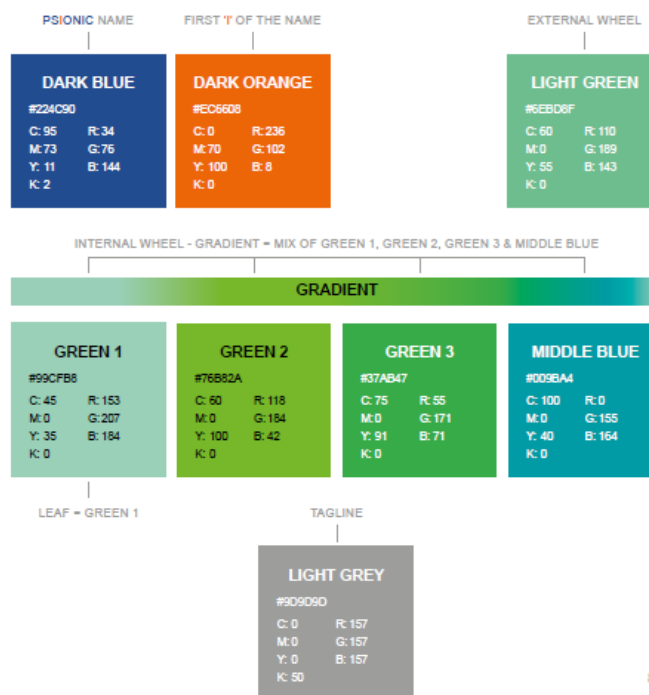 PSIONIC NAME
FIRST 'I' OF THE NAME
EXTERNAL WHEEL
DARK BLUE
#224C90
C: 95 R: 34
M: 73 G: 76
Y: 11 B: 144
K: 2
DARK ORANGE
#EC6608
C: 0 R: 236
M: 70 G: 102
Y: 100 B: 8
K: 0
LIGHT GREEN
#6EBD8F
C: 60 R: 110
M: 0 G: 189
Y: 55 B: 143
K: 0
INTERNAL WHEEL - GRADIENT = MIX OF GREEN 1, GREEN 2, GREEN 3 & MIDDLE BLUE
GRADIENT
GREEN 1
#99CFB8
C: 45 R: 153
M: 0 G: 207
Y: 35 B: 184
K: 0
GREEN 2
#76B82A
C: 60 R: 118
M: 0 G: 184
Y: 100 B: 42
K: 0
GREEN 3
#37AB47
C: 75 R: 55
M: 0 G: 171
Y: 91 B: 71
K: 0
MIDDLE BLUE
#009BA4
C: 100 R: 0
M: 0 G: 155
Y: 40 B: 164
K: 0
LEAF = GREEN 1
TAGLINE
LIGHT GREY
#9D9D9D
C: 0 R: 157
M: 0 G: 157
Y: 0 B: 157
K: 50